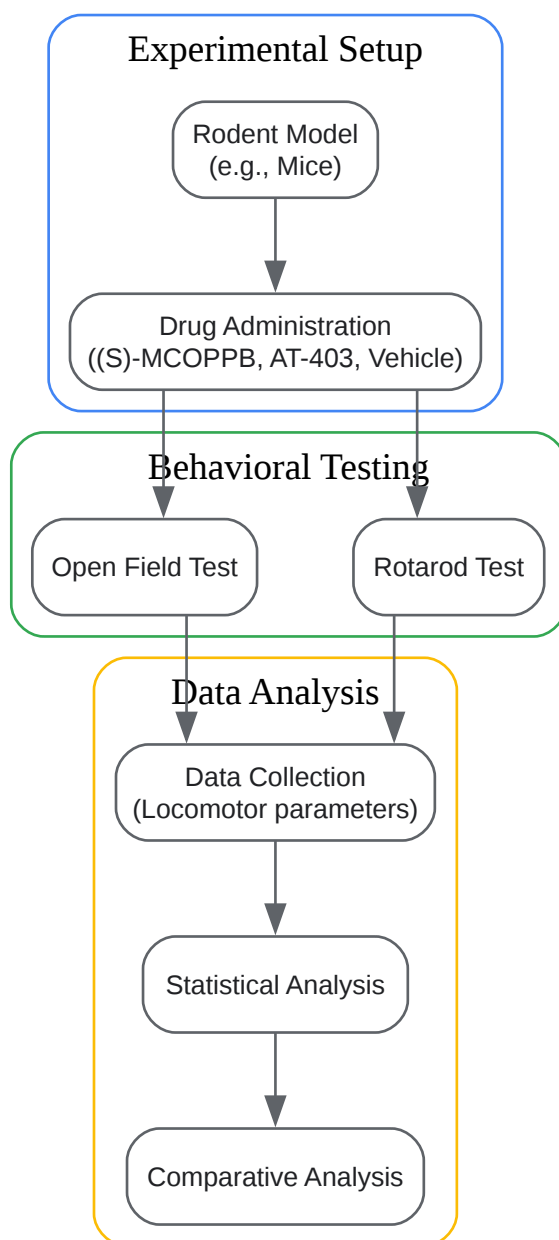 Experimental Setup
Rodent Model
(e.g., Mice)
Drug Administration
((S)-MCOPPB, AT-403, Vehicle)
Behavioral Testing
Open Field Test
Rotarod Test
Data Analysis
Data Collection
(Locomotor parameters)
Statistical Analysis
Comparative Analysis